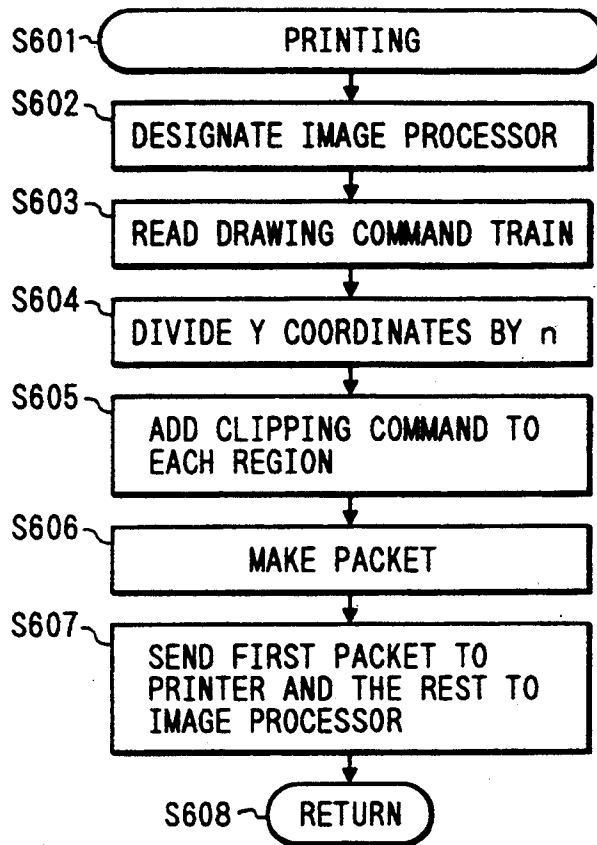 S601 PRINTING
S602
DESIGNATE IMAGE PROCESSOR
S603
READ DRAWING COMMAND TRAIN
S604
DIVIDE Y COORDINATES BY n
S605
ADD CLIPPING COMMAND TO
EACH REGION
S606
MAKE PACKET
S607
SEND FIRST PACKET TO
PRINTER AND THE REST TO
IMAGE PROCESSOR
S608 RETURN